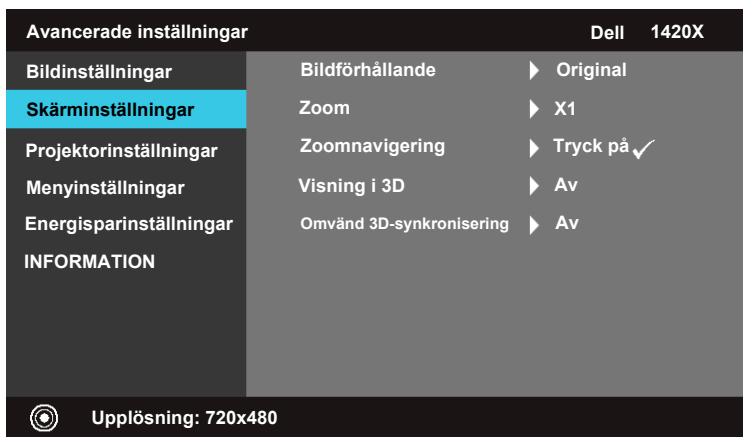 Avancerade inställningar Dell 1420X
Bildinställningar Bildförhållande Original
Skärminställningar Zoom X1
Projektorinställningar Zoomnavigering Tryck på
Menyinställningar Visning i 3D Av
Energisparinställningar Omvänd 3D-synkronisering Av
INFORMATION
Upplösning: 720x480